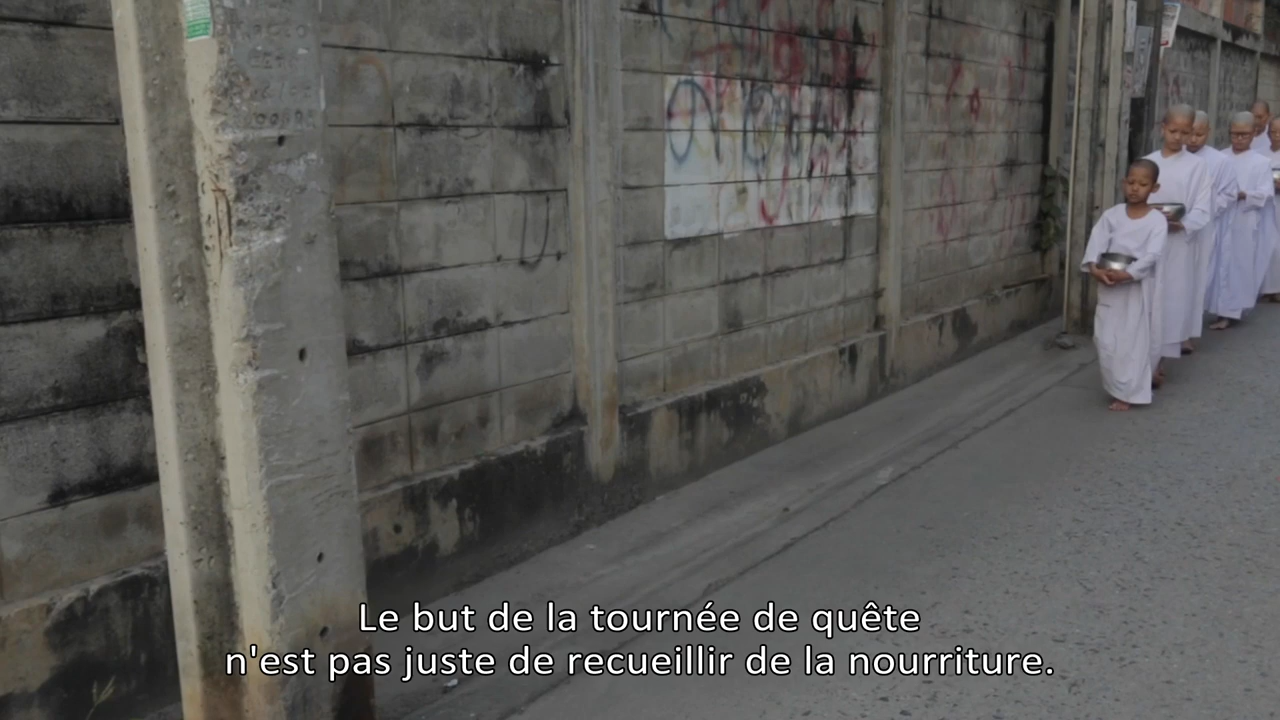 Le but de la tournée de quête
n'est pas juste de recueillir de la nourriture.